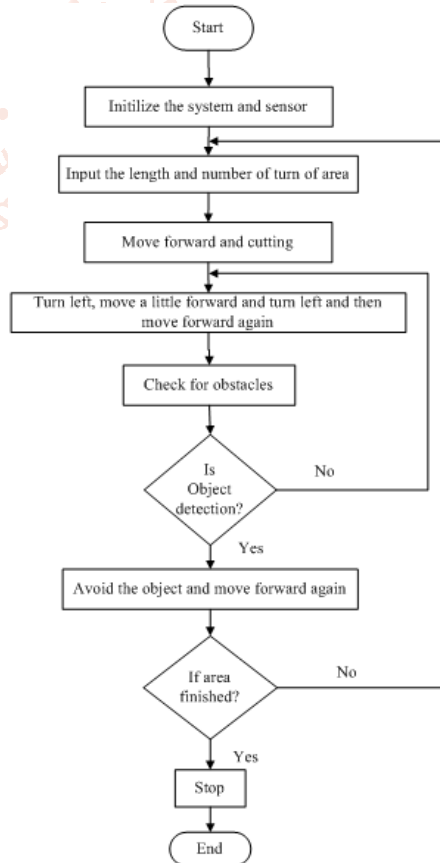 Start
Initilize the system and sensor
Input the length and number of turn of area
Move forward and cutting
Turn left, move a little forward and turn left and then
move forward again
Check for obstacles
Is
Object
detection?
No
Yes
Avoid the object and move forward again
If area
finished?
No
Yes
Stop
End